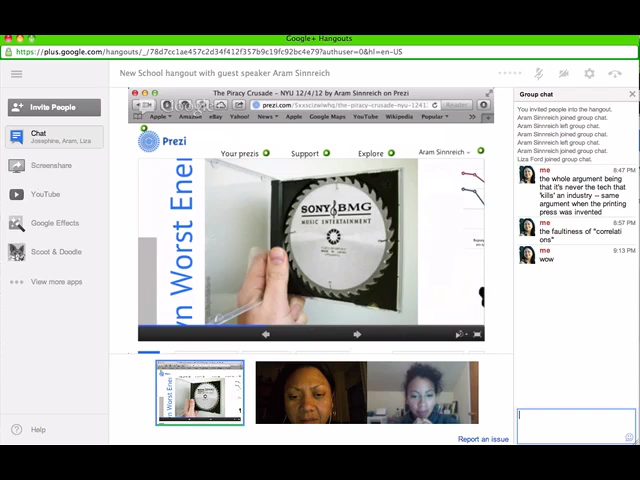 Google+ Hangouts
https://plus.google.com/hangouts/_/78d7cc1ae457c2d34f412f357b9c19fc92bc4e79?authuser=0&hl=en-US
New School hangout with guest speaker Aram Sinnreich
Invite People
Chat
Josephina, Aram, Liza
Screenshare
YouTube
Google Effects
Scoot & Doodle
View more apps
Help
The Piracy Crusade – NYU 12/4/12 by Aram Sinnreich on Prezi
Reader
Apple
Amazon
eBay
Yahoo!
Google Maps
YouTube
Wikipedia
Popular
Prezi
Your prezis
Support
Explore
Aram Sinnreich
wn Worst Ener
SONY BMG
MUSIC ENTERTAINMENT
Report an issue
Group chat
You invited people into the hangout.
Aram Sinnreich joined group chat.
Aram Sinnreich left group chat.
Aram Sinnreich joined group chat.
Aram Sinnreich left group chat.
Aram Sinnreich joined group chat.
Liza Ford joined group chat.
me 8:47 PM
the whole argument being
that it's never the tech that
'kills' an industry -- same
argument when the printing
press was invented
me 8:57 PM
the faultiness of "correlati
ons"
me 9:13 PM
wow